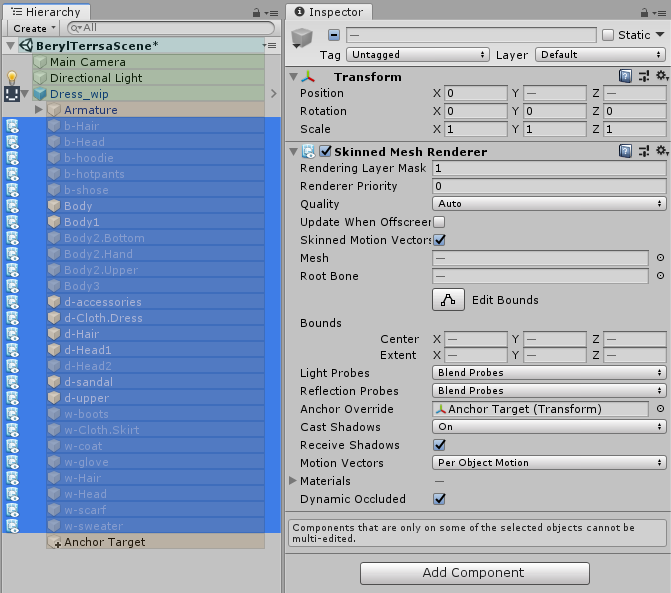 Hierarchy
Create
All
BerylTerrsaScene*
Main Camera
Directional Light
Dress_wip
Armature
b-Hair
b-Head
b-hoodie
b-hotpants
b-shose
Body
Body1
Body2.Bottom
Body2.Hand
Body2.Upper
Body3
d-accessories
d-Cloth.Dress
d-Hair
d-Head1
d-Head2
d-sandal
d-upper
w-boots
w-Cloth.Skirt
w-coat
w-glove
w-Hair
w-Head
w-scarf
w-sweater
Anchor Target
Inspector
— Static
Tag Untagged Layer Default
Transform
Position X 0 Y — Z —
Rotation X 0 Y 0 Z 0
Scale X 1 Y 1 Z 1
Skinned Mesh Renderer
Rendering Layer Mask 1
Renderer Priority 0
Quality Auto
Update When Offscreen
Skinned Motion Vectors
Mesh —
Root Bone —
Edit Bounds
Bounds
Center X — Y — Z —
Extent X — Y — Z —
Light Probes Blend Probes
Reflection Probes Blend Probes
Anchor Override Anchor Target (Transform)
Cast Shadows On
Receive Shadows
Motion Vectors Per Object Motion
Materials —
Dynamic Occluded
Components that are only on some of the selected objects cannot be
multi-edited.
Add Component